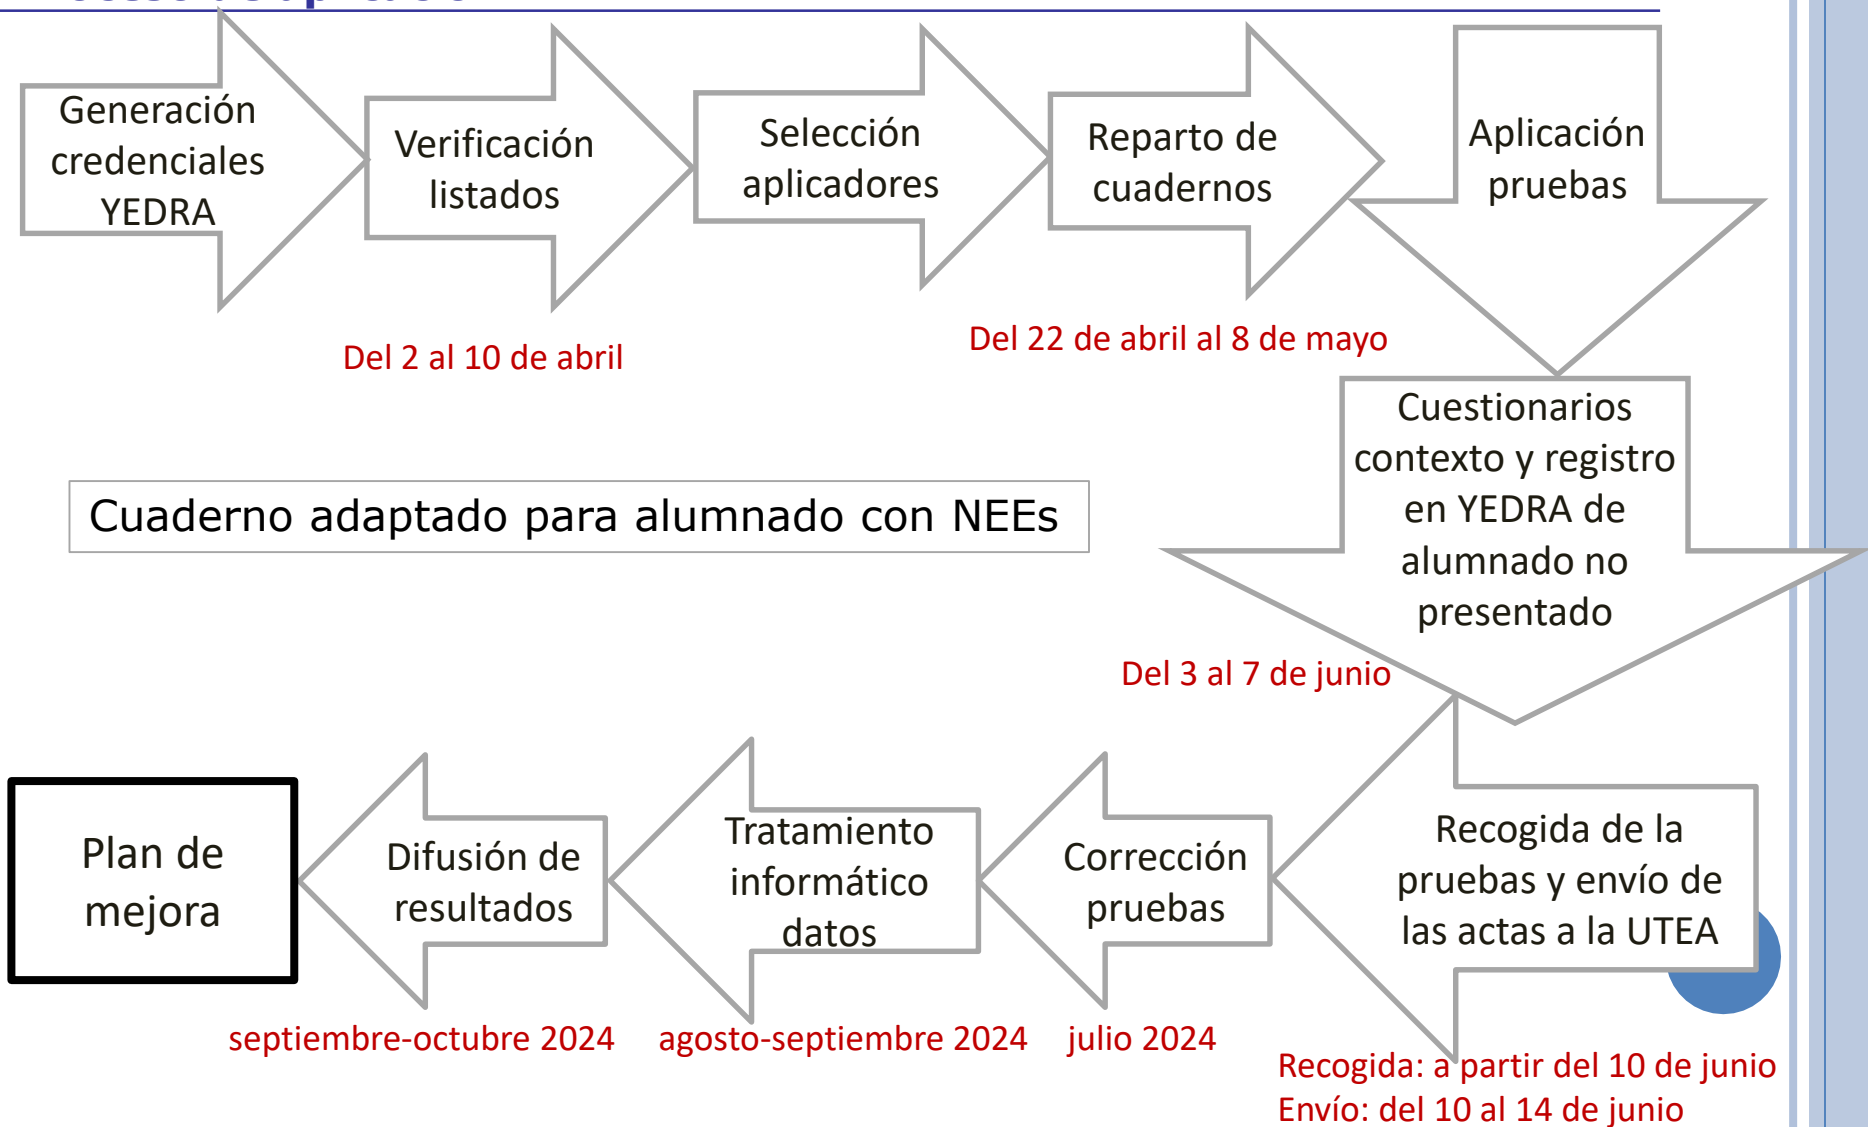 Generación
credenciales
YEDRA
Verificación
listados
Selección
aplicadores
Reparto de
cuadernos
Aplicación
pruebas
Del 2 al 10 de abril
Del 22 de abril al 8 de mayo
Cuestionarios
contexto y registro
en YEDRA de
alumnado no
presentado
Cuaderno adaptado para alumnado con NEEs
Del 3 al 7 de junio
Recogida de la
pruebas y envío de
las actas a la UTEA
Corrección
pruebas
Tratamiento
informático
datos
Difusión de
resultados
Plan de
mejora
septiembre-octubre 2024
agosto-septiembre 2024
julio 2024
Recogida: a partir del 10 de junio
Envío: del 10 al 14 de junio